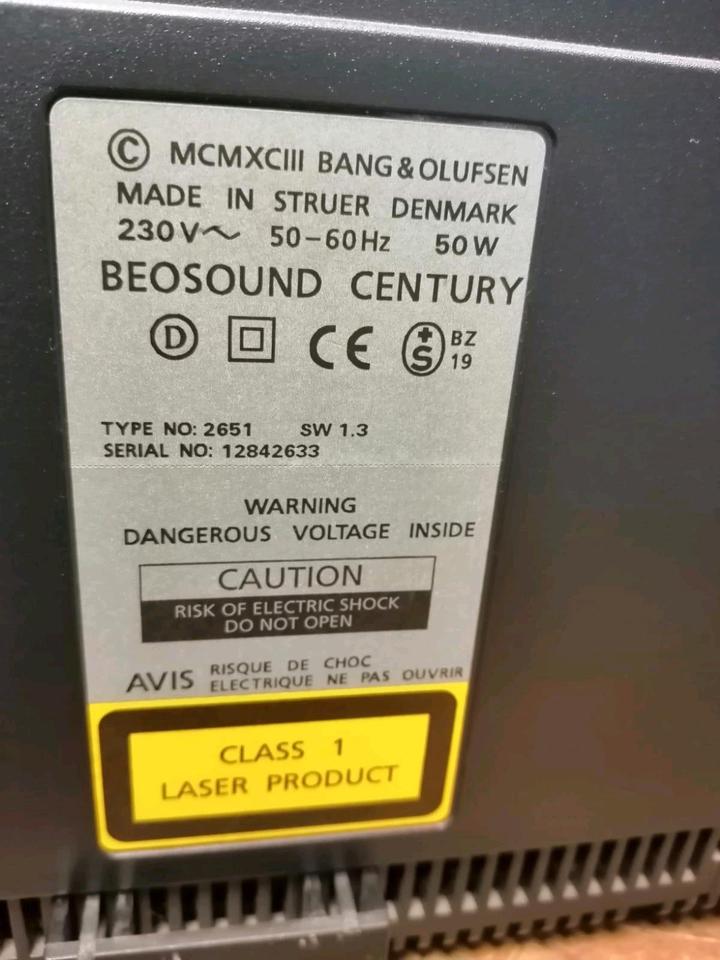 © MCMXCIII BANG & OLUFSEN
MADE IN STRUER DENMARK
230V~ 50-60Hz 50W
BEOSOUND CENTURY
D CE +S BZ
19
TYPE NO: 2651 SW 1.3
SERIAL NO: 12842633
WARNING
DANGEROUS VOLTAGE INSIDE
CAUTION
RISK OF ELECTRIC SHOCK
DO NOT OPEN
AVIS RISQUE DE CHOC
ELECTRIQUE NE PAS OUVRIR
CLASS 1
LASER PRODUCT